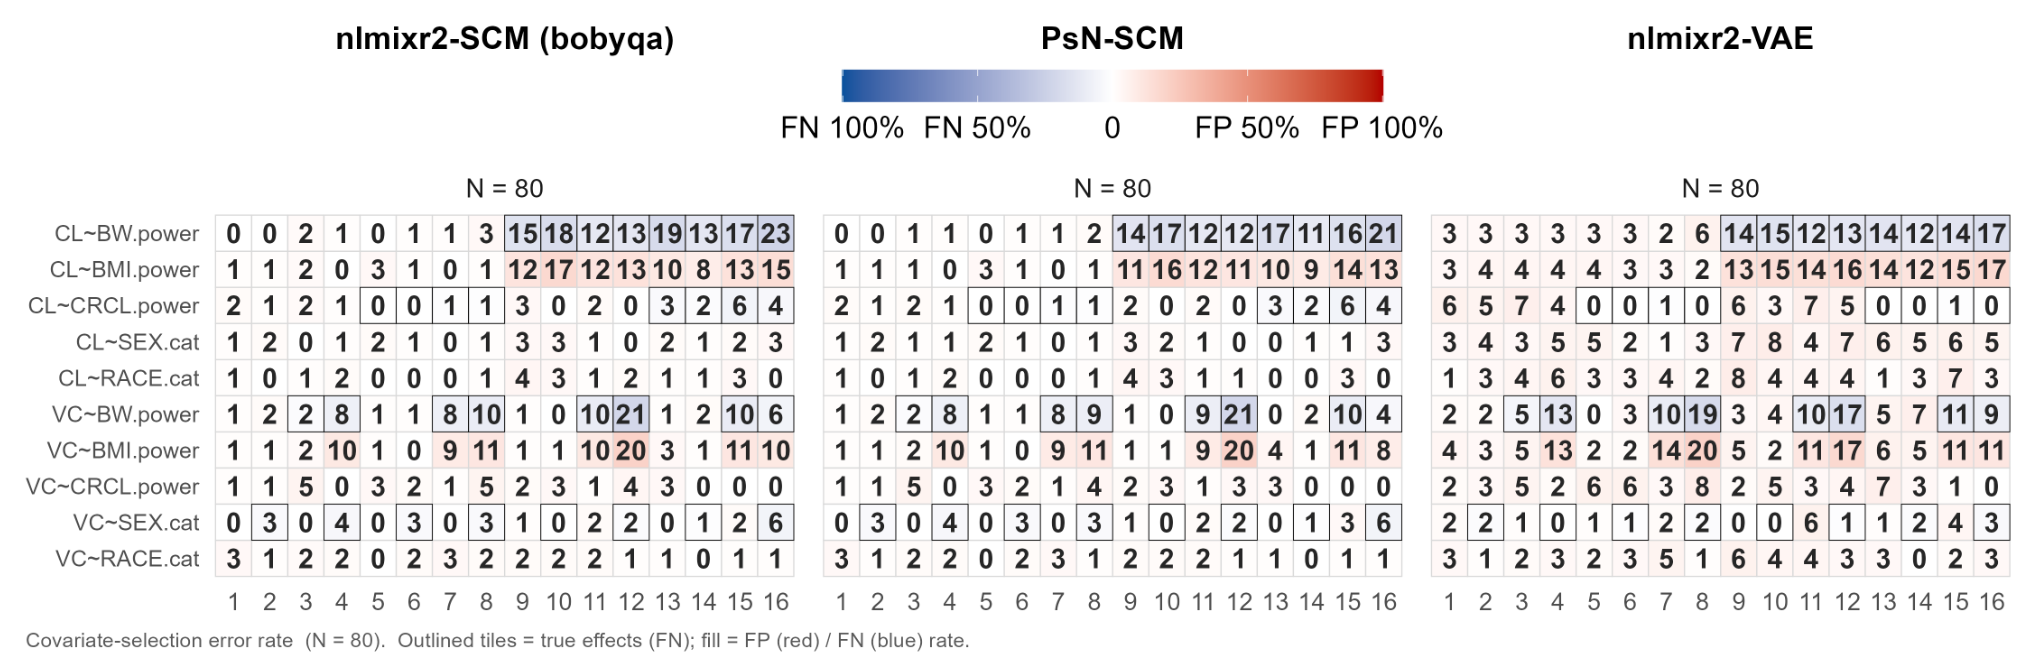 nlmixr2-SCM (bobyqa) PsN-SCM nlmixr2-VAE
FN 100% FN 50% 0 FP 50% FP 100%
N = 80 N = 80 N = 80
CL~BW.power 0 0 2 1 0 1 1 3 15 18 12 13 19 13 17 23 0 0 1 1 0 1 1 2 14 17 12 12 17 11 16 21 3 3 3 3 3 3 2 6 14 15 12 13 14 12 14 17
CL~BMI.power 1 1 2 0 3 1 0 1 12 17 12 13 10 8 13 15 1 1 1 0 3 1 0 1 11 16 12 11 10 9 14 13 3 4 4 4 4 3 3 2 13 15 14 16 14 12 15 17
CL~CRCL.power 2 1 2 1 0 0 1 1 3 0 2 0 3 2 6 4 2 1 2 1 0 0 1 1 2 0 2 0 3 2 6 4 6 5 7 4 0 0 1 0 6 3 7 5 0 0 1 0
CL~SEX.cat 1 2 0 1 2 1 0 1 3 3 1 0 2 1 2 3 1 2 1 1 2 1 0 1 3 2 1 0 0 1 1 3 3 4 3 5 5 2 1 3 7 8 4 7 6 5 6 5
CL~RACE.cat 1 0 1 2 0 0 0 1 4 3 1 2 1 1 3 0 1 0 1 2 0 0 0 1 4 3 1 1 0 0 3 0 1 3 4 6 3 3 4 2 8 4 4 4 1 3 7 3
VC~BW.power 1 2 2 8 1 1 8 10 1 0 10 21 1 2 10 6 1 2 2 8 1 1 8 9 1 0 9 21 0 2 10 4 2 2 5 13 0 3 10 19 3 4 10 17 5 7 11 9
VC~BMI.power 1 1 2 10 1 0 9 11 1 1 10 20 3 1 11 10 1 1 2 10 1 0 9 11 1 1 9 20 4 1 11 8 4 3 5 13 2 2 14 20 5 2 11 17 6 5 11 11
VC~CRCL.power 1 1 5 0 3 2 1 5 2 3 1 4 3 0 0 0 1 1 5 0 3 2 1 4 2 3 1 3 3 0 0 0 2 3 5 2 6 6 3 8 2 5 3 4 7 3 1 0
VC~SEX.cat 0 3 0 4 0 3 0 3 1 0 2 2 0 1 2 6 0 3 0 4 0 3 0 3 1 0 2 2 0 1 3 6 2 2 1 0 1 1 2 2 0 0 6 1 1 2 4 3
VC~RACE.cat 3 1 2 2 0 2 3 2 2 2 2 1 1 0 1 1 3 1 2 2 0 2 3 1 2 2 2 1 1 0 1 1 3 1 2 3 2 3 5 1 6 4 4 3 3 0 2 3
1 2 3 4 5 6 7 8 9 10 11 12 13 14 15 16 1 2 3 4 5 6 7 8 9 10 11 12 13 14 15 16 1 2 3 4 5 6 7 8 9 10 11 12 13 14 15 16
Covariate-selection error rate (N = 80). Outlined tiles = true effects (FN); fill = FP (red) / FN (blue) rate.